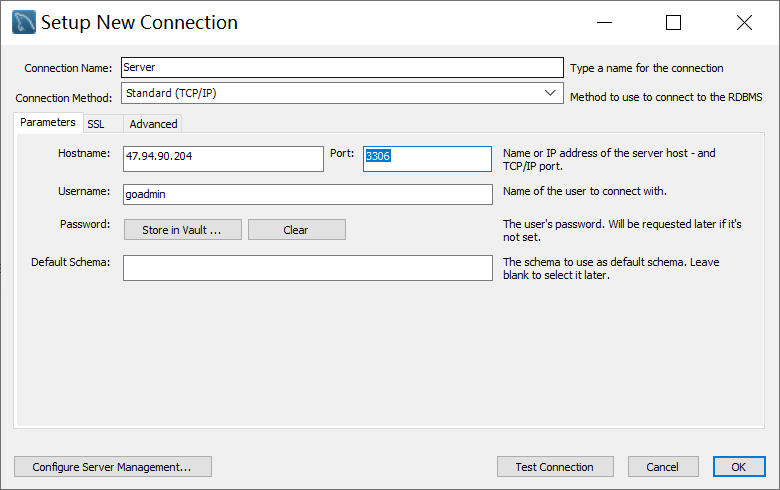 Setup New Connection
Connection Name: Server Type a name for the connection
Connection Method: Standard (TCP/IP) Method to use to connect to the RDBMS
Parameters SSL Advanced
Hostname: 47.94.90.204 Port: 3306 Name or IP address of the server host - and
TCP/IP port.
Username: goadmin Name of the user to connect with.
Password: Store in Vault ... Clear The user's password. Will be requested later if it's
not set.
Default Schema: The schema to use as default schema. Leave
blank to select it later.
Configure Server Management... Test Connection Cancel OK